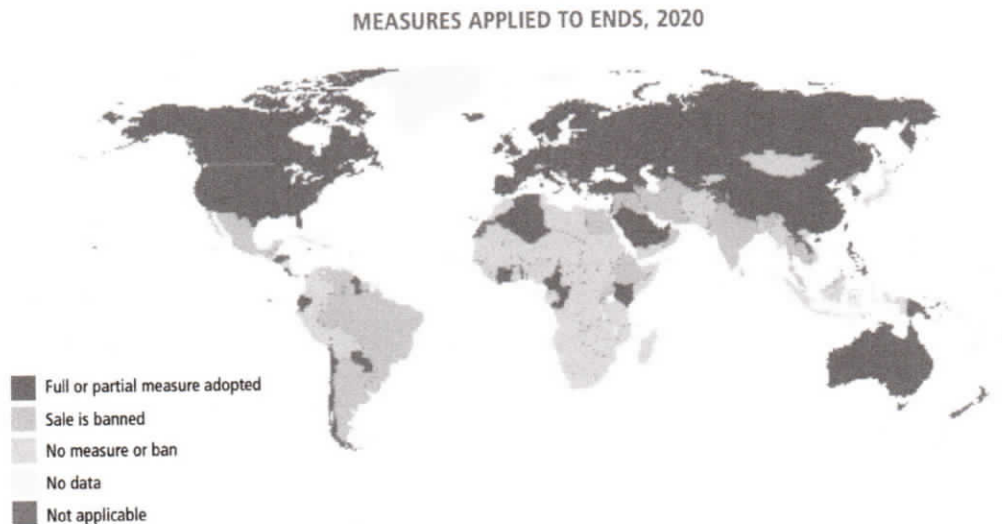 MEASURES APPLIED TO ENDS, 2020
Full or partial measure adopted
Sale is banned
No measure or ban
No data
Not applicable